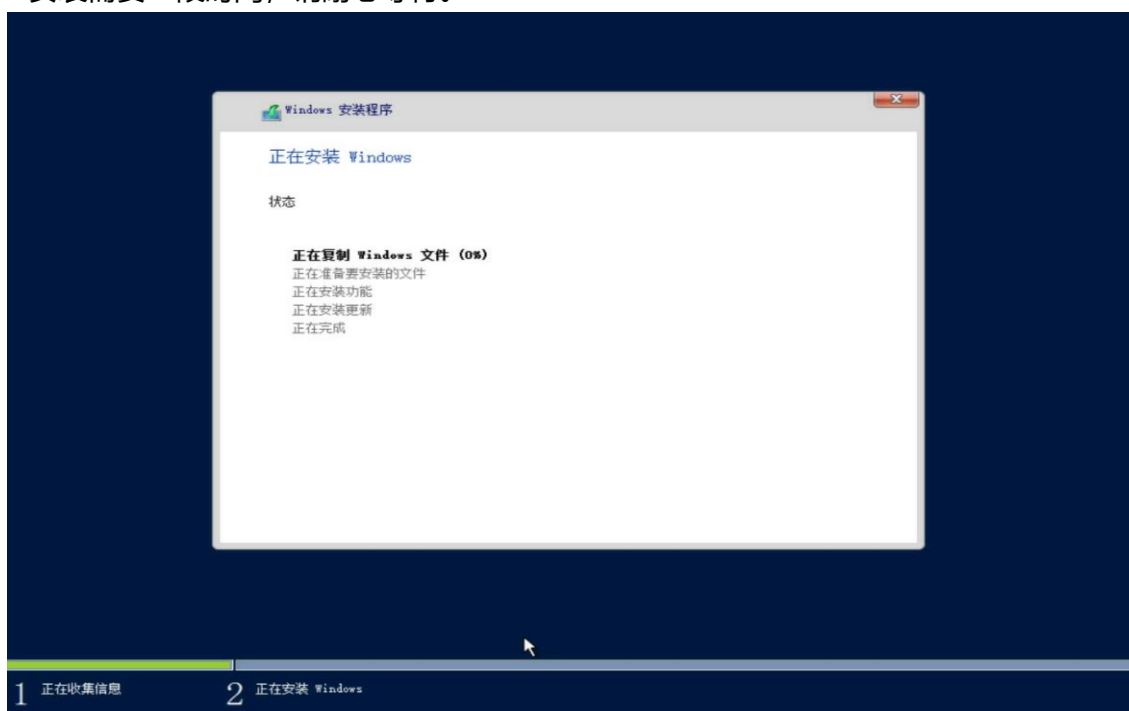 Windows 安装程序
正在安装 Windows
状态
正在复制 Windows 文件 (0%)
正在准备要安装的文件
正在安装功能
正在安装更新
正在完成
1 正在收集信息
2 正在安装 Windows